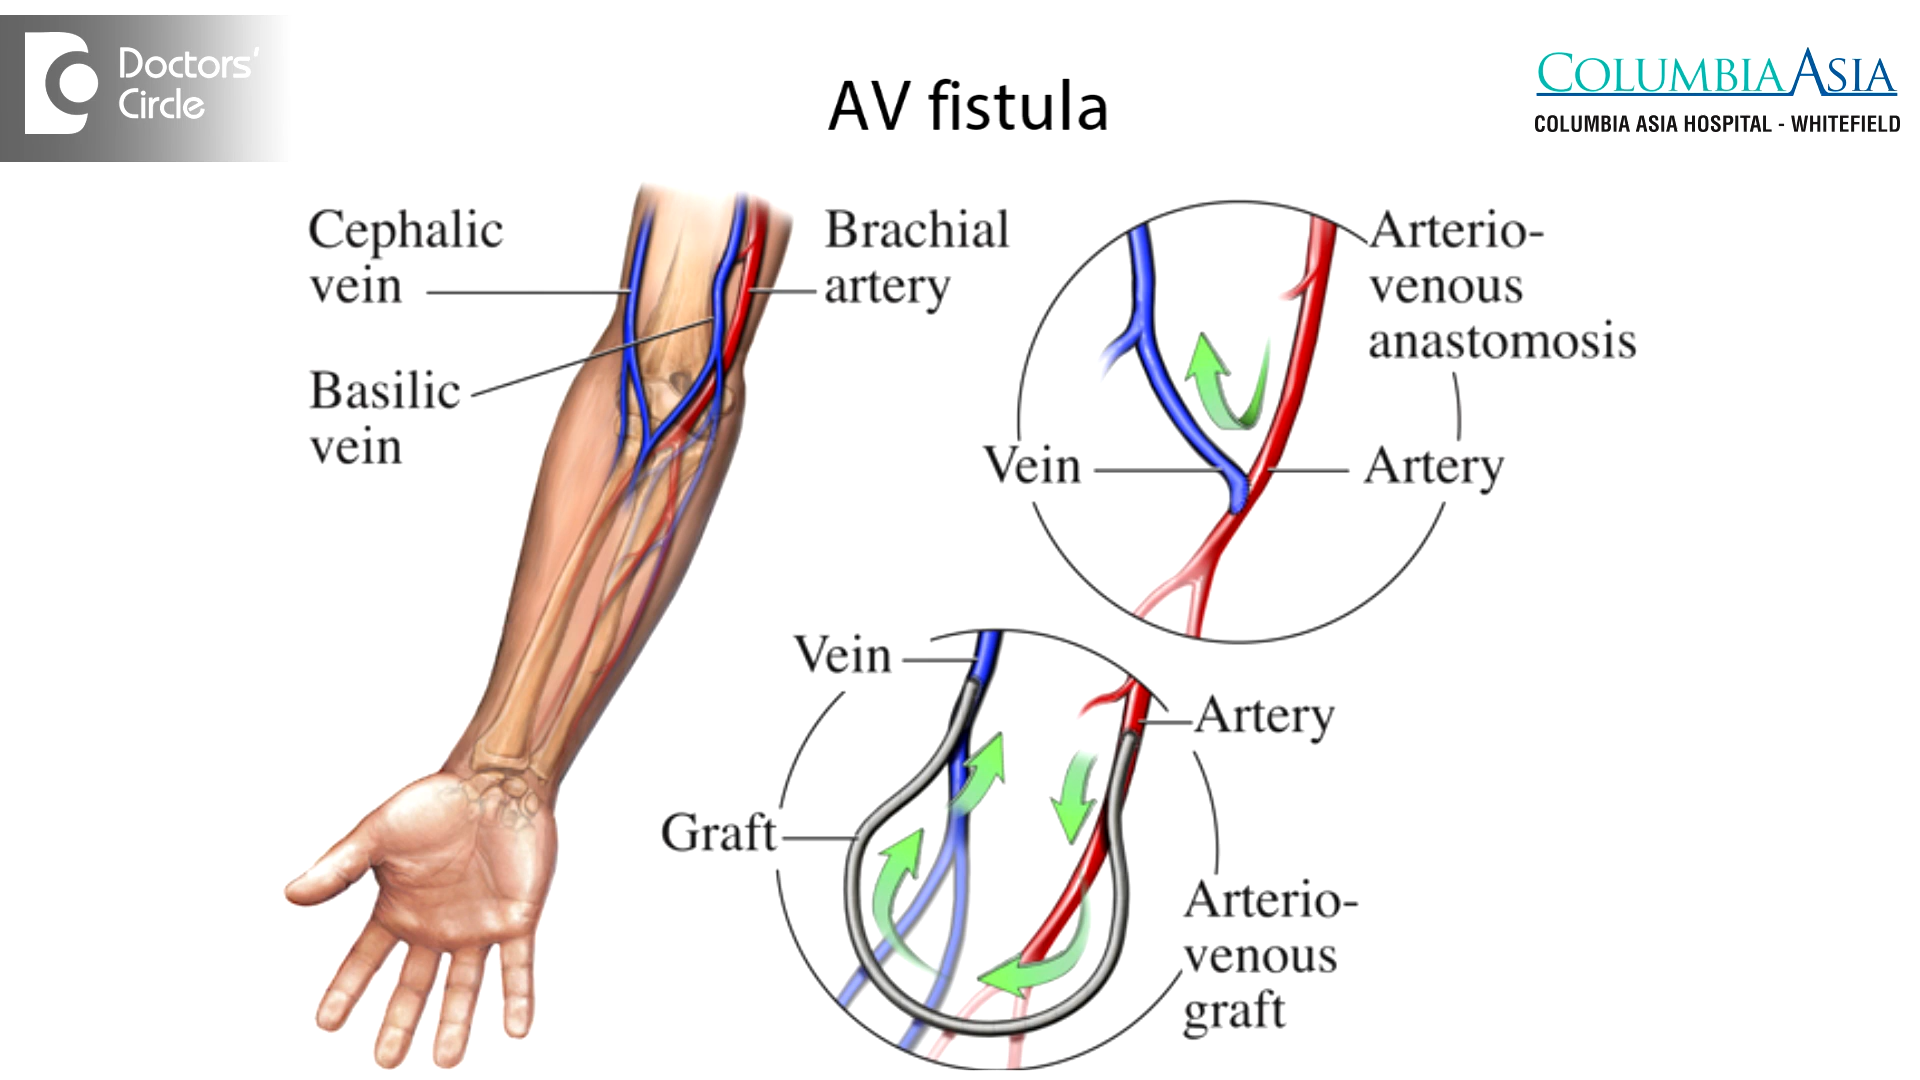 Doctors'
Circle
AV fistula
COLUMBIA ASIA
COLUMBIA ASIA HOSPITAL - WHITEFIELD
Cephalic
vein
Brachial
artery
Basilic
vein
Arterio-
venous
anastomosis
Vein
Artery
Vein
Artery
Graft
Arterio-
venous
graft